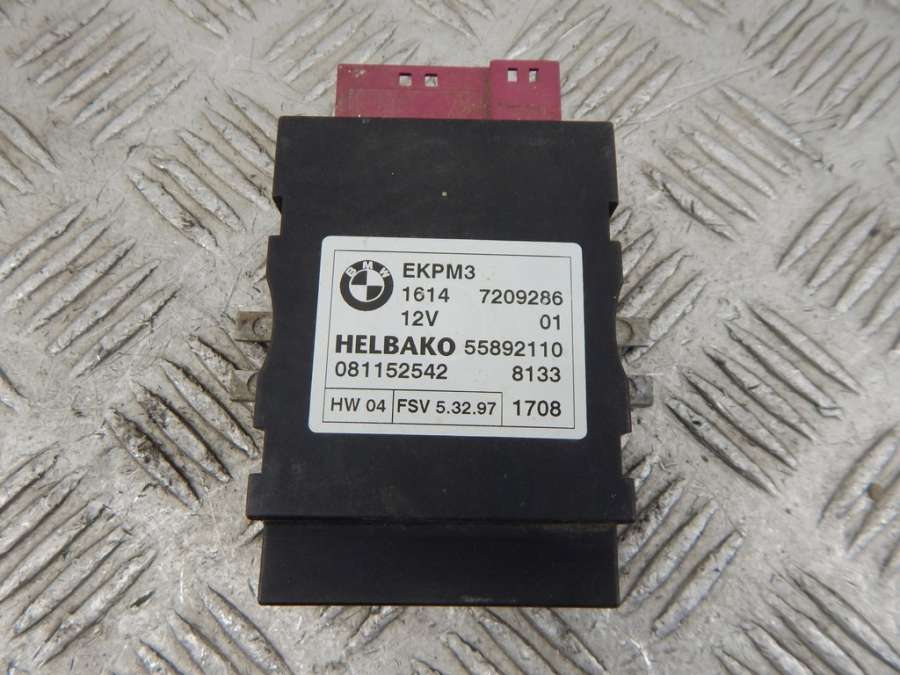 BMW EKPM3
1614 7209286
12V 01
HELBAKO 55892110
081152542 8133
HW 04 FSV 5.32.97 1708